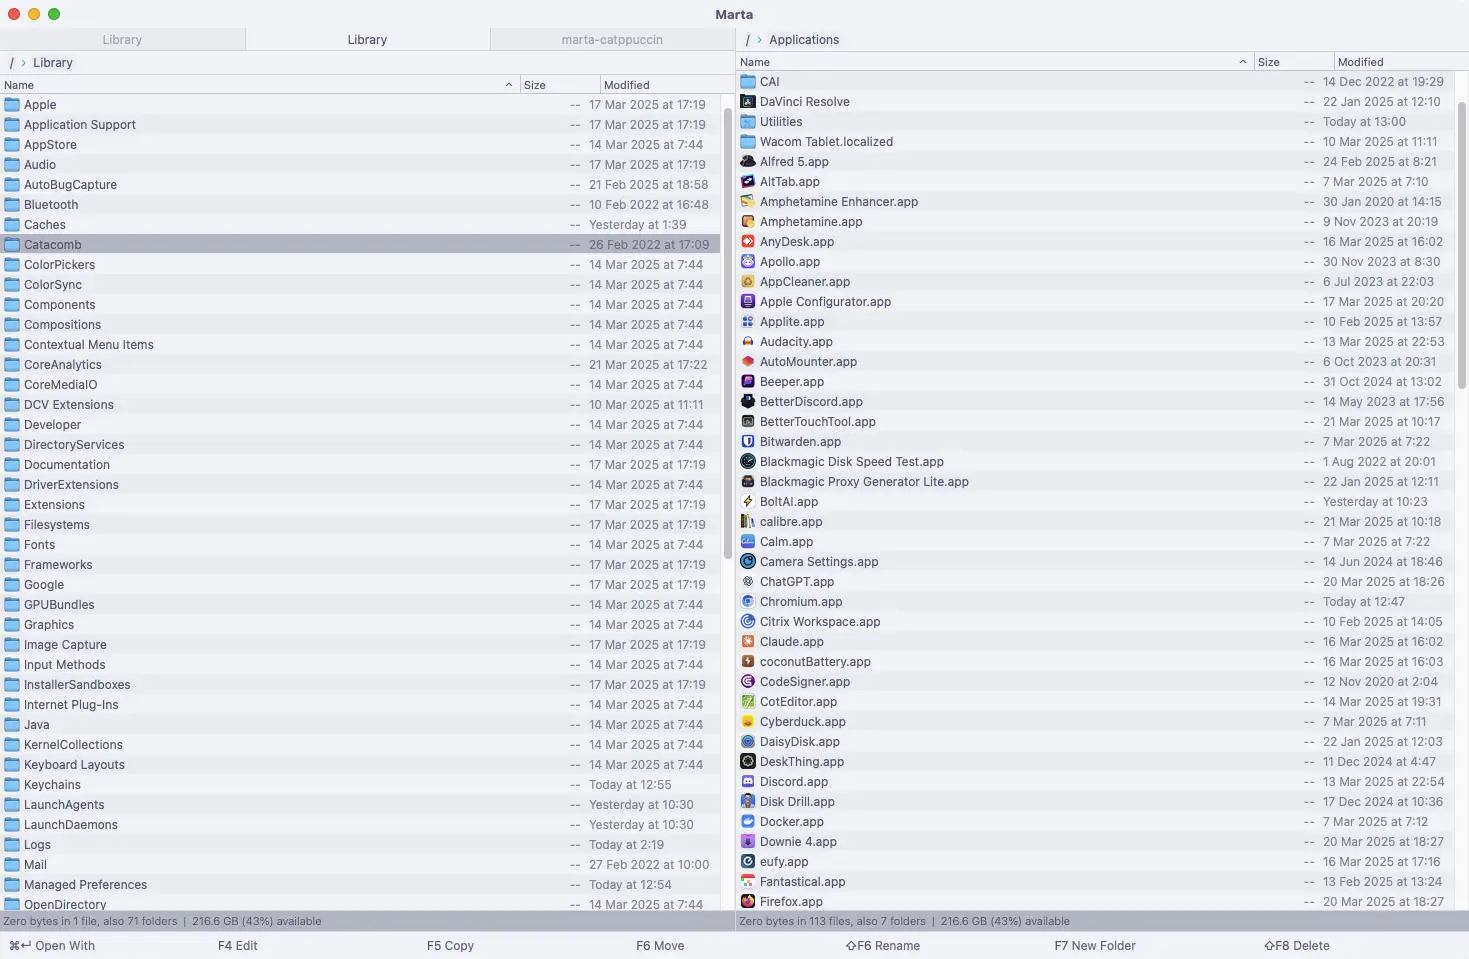 Marta
Library
Library
marta-catppuccin
/ › Library
Name Size Modified
Apple -- 17 Mar 2025 at 17:19
Application Support -- 17 Mar 2025 at 17:19
AppStore -- 14 Mar 2025 at 7:44
Audio -- 17 Mar 2025 at 17:19
AutoBugCapture -- 21 Feb 2025 at 18:58
Bluetooth -- 10 Feb 2022 at 16:48
Caches -- Yesterday at 1:39
Catacomb -- 26 Feb 2022 at 17:09
ColorPickers -- 14 Mar 2025 at 7:44
ColorSync -- 14 Mar 2025 at 7:44
Components -- 14 Mar 2025 at 7:44
Compositions -- 14 Mar 2025 at 7:44
Contextual Menu Items -- 14 Mar 2025 at 7:44
CoreAnalytics -- 21 Mar 2025 at 17:22
CoreMediaIO -- 14 Mar 2025 at 7:44
DCV Extensions -- 10 Mar 2025 at 11:11
Developer -- 14 Mar 2025 at 7:44
DirectoryServices -- 14 Mar 2025 at 7:44
Documentation -- 17 Mar 2025 at 17:19
DriverExtensions -- 14 Mar 2025 at 7:44
Extensions -- 17 Mar 2025 at 17:19
Filesystems -- 17 Mar 2025 at 17:19
Fonts -- 14 Mar 2025 at 7:44
Frameworks -- 17 Mar 2025 at 17:19
Google -- 17 Mar 2025 at 17:19
GPUBundles -- 14 Mar 2025 at 7:44
Graphics -- 14 Mar 2025 at 7:44
Image Capture -- 17 Mar 2025 at 17:19
Input Methods -- 14 Mar 2025 at 7:44
InstallerSandboxes -- 17 Mar 2025 at 17:19
Internet Plug-Ins -- 14 Mar 2025 at 7:44
Java -- 14 Mar 2025 at 7:44
KernelCollections -- 14 Mar 2025 at 7:44
Keyboard Layouts -- 14 Mar 2025 at 7:44
Keychains -- Today at 12:55
LaunchAgents -- Yesterday at 10:30
LaunchDaemons -- Yesterday at 10:30
Logs -- Today at 2:19
Mail -- 27 Feb 2022 at 10:00
Managed Preferences -- Today at 12:54
OpenDirectory -- 14 Mar 2025 at 7:44
Zero bytes in 1 file, also 71 folders | 216.6 GB (43%) available
/ › Applications
Name Size Modified
CAI -- 14 Dec 2022 at 19:29
DaVinci Resolve -- 22 Jan 2025 at 12:10
Utilities -- Today at 13:00
Wacom Tablet.localized -- 10 Mar 2025 at 11:11
Alfred 5.app -- 24 Feb 2025 at 8:21
AltTab.app -- 7 Mar 2025 at 7:10
Amphetamine Enhancer.app -- 30 Jan 2020 at 14:15
Amphetamine.app -- 9 Nov 2023 at 20:19
AnyDesk.app -- 16 Mar 2025 at 16:02
Apollo.app -- 30 Nov 2023 at 8:30
AppCleaner.app -- 6 Jul 2023 at 22:03
Apple Configurator.app -- 17 Mar 2025 at 20:20
Applite.app -- 10 Feb 2025 at 13:57
Audacity.app -- 13 Mar 2025 at 22:53
AutoMounter.app -- 6 Oct 2023 at 20:31
Beeper.app -- 31 Oct 2024 at 13:02
BetterDiscord.app -- 14 May 2023 at 17:56
BetterTouchTool.app -- 21 Mar 2025 at 10:17
Bitwarden.app -- 7 Mar 2025 at 7:22
Blackmagic Disk Speed Test.app -- 1 Aug 2022 at 20:01
Blackmagic Proxy Generator Lite.app -- 22 Jan 2025 at 12:11
BoltAI.app -- Yesterday at 10:23
calibre.app -- 21 Mar 2025 at 10:18
Calm.app -- 7 Mar 2025 at 7:22
Camera Settings.app -- 14 Jun 2024 at 18:46
ChatGPT.app -- 20 Mar 2025 at 18:26
Chromium.app -- Today at 12:47
Citrix Workspace.app -- 10 Feb 2025 at 14:05
Claude.app -- 16 Mar 2025 at 16:02
coconutBattery.app -- 16 Mar 2025 at 16:03
CodeSigner.app -- 12 Nov 2020 at 2:04
CotEditor.app -- 14 Mar 2025 at 19:31
Cyberduck.app -- 7 Mar 2025 at 7:11
DaisyDisk.app -- 22 Jan 2025 at 12:03
DeskThing.app -- 11 Dec 2024 at 4:47
Discord.app -- 13 Mar 2025 at 22:54
Disk Drill.app -- 17 Dec 2024 at 10:36
Docker.app -- 7 Mar 2025 at 7:12
Downie 4.app -- 20 Mar 2025 at 18:27
eufy.app -- 16 Mar 2025 at 17:16
Fantastical.app -- 13 Feb 2025 at 13:24
Firefox.app -- 20 Mar 2025 at 18:27
Zero bytes in 113 files, also 7 folders | 216.6 GB (43%) available
⌘↩ Open With
F4 Edit
F5 Copy
F6 Move
⇧F6 Rename
F7 New Folder
⇧F8 Delete